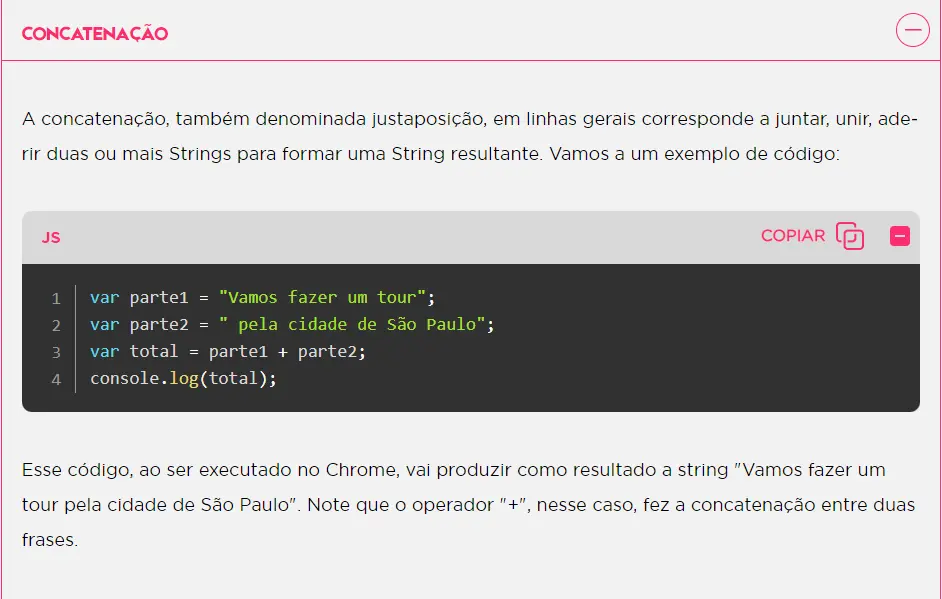 CONCATENAÇÃO
A concatenação, também denominada justaposição, em linhas gerais corresponde a juntar, unir, ade-
rir duas ou mais Strings para formar uma String resultante. Vamos a um exemplo de código:
JS COPIAR
1 var parte1 = "Vamos fazer um tour";
2 var parte2 = " pela cidade de São Paulo";
3 var total = parte1 + parte2;
4 console.log(total);
Esse código, ao ser executado no Chrome, vai produzir como resultado a string "Vamos fazer um
tour pela cidade de São Paulo". Note que o operador "+", nesse caso, fez a concatenação entre duas
frases.